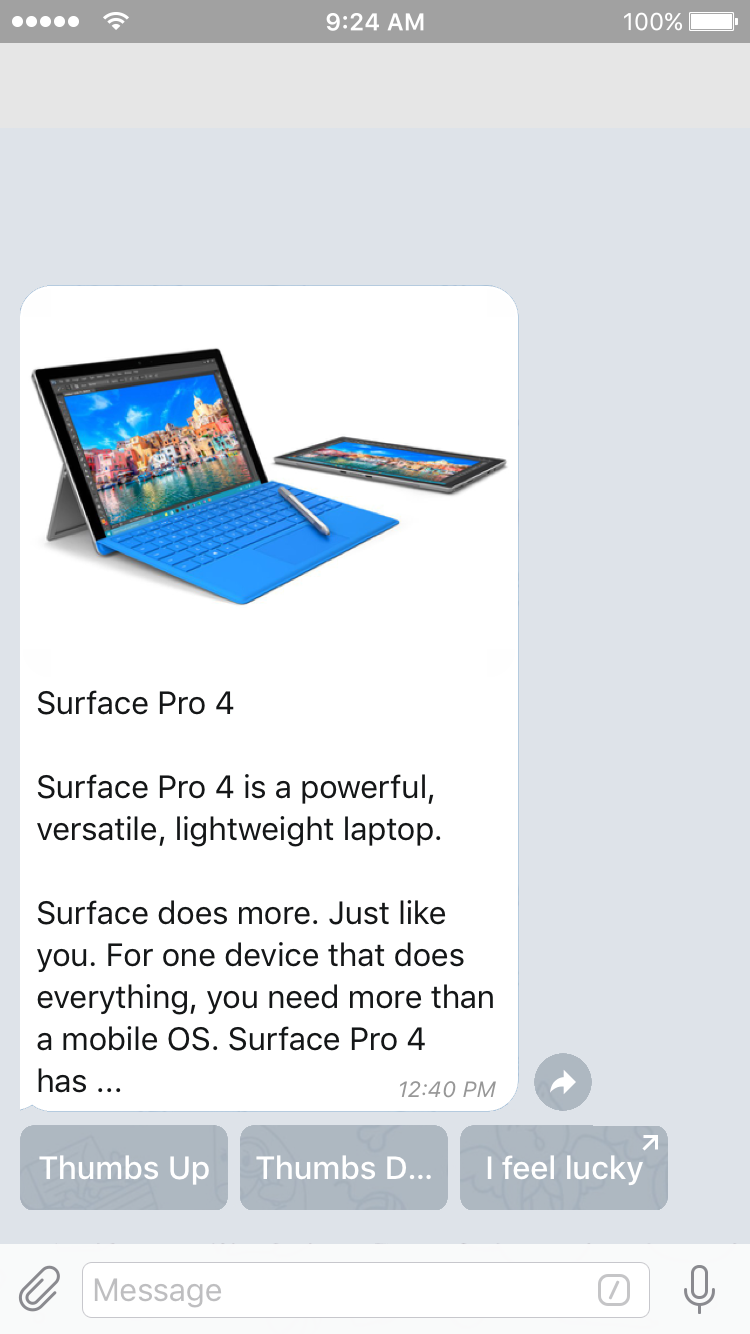 9:24 AM 100%
Surface Pro 4
Surface Pro 4 is a powerful,
versatile, lightweight laptop.
Surface does more. Just like
you. For one device that does
everything, you need more than
a mobile OS. Surface Pro 4
has ...
12:40 PM
Thumbs Up Thumbs D... I feel lucky
Message /